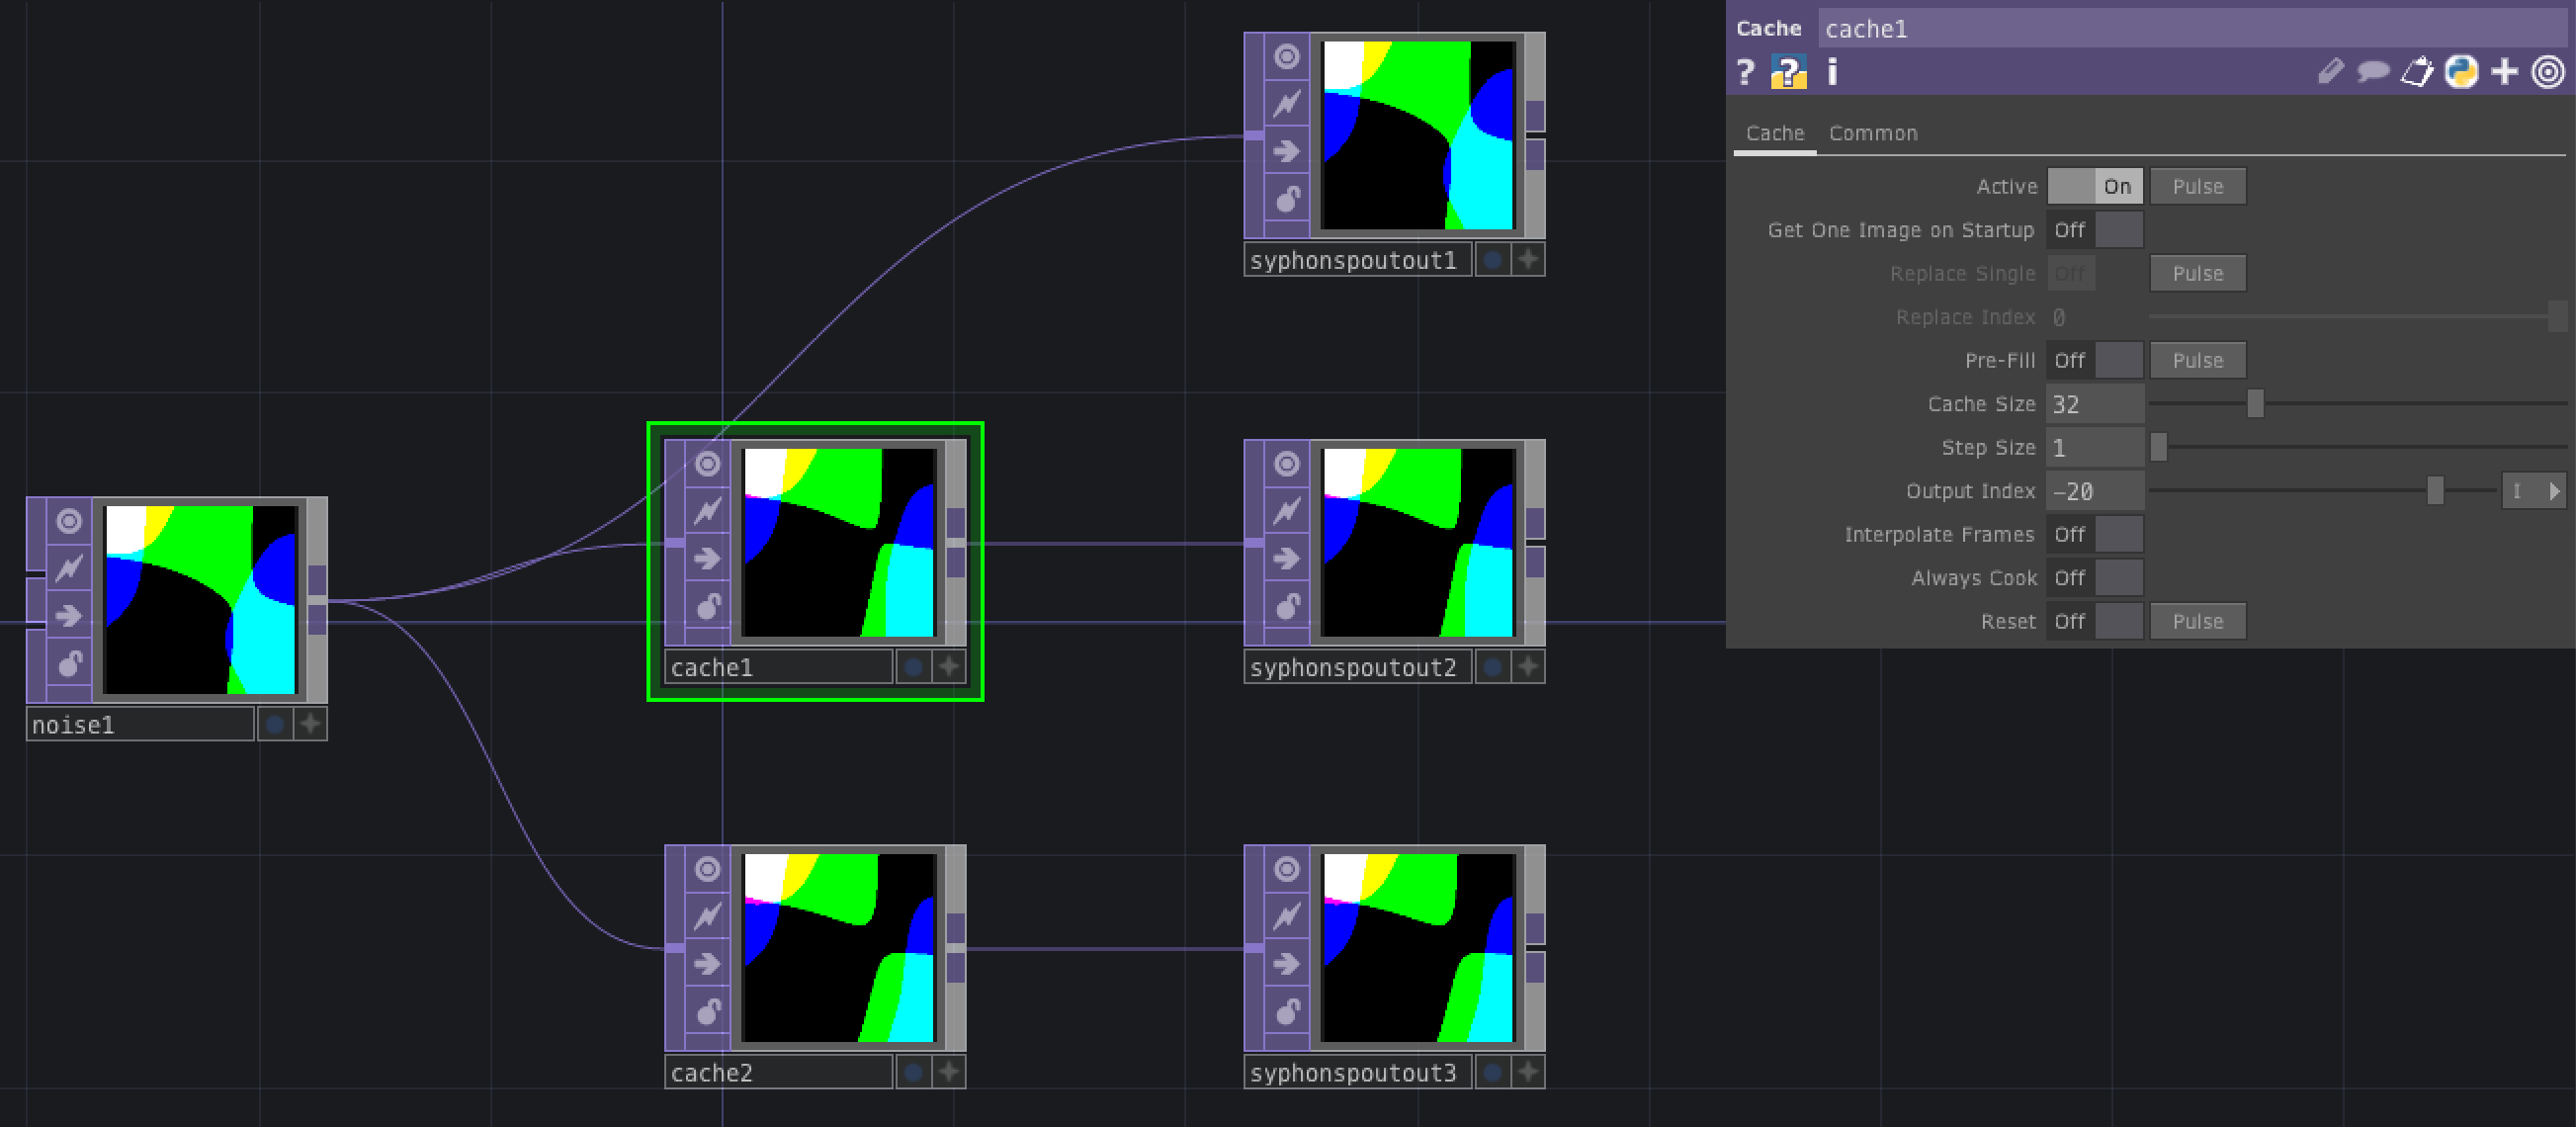 Cache cache1
? ? i
Cache Common
Active On Pulse
Get One Image on Startup Off
Replace Single Off Pulse
Replace Index 0
Pre-Fill Off Pulse
Cache Size 32
Step Size 1
Output Index -20 I
Interpolate Frames Off
Always Cook Off
Reset Off Pulse
syphonspoutout1
noise1
cache1
syphonspoutout2
cache2
syphonspoutout3